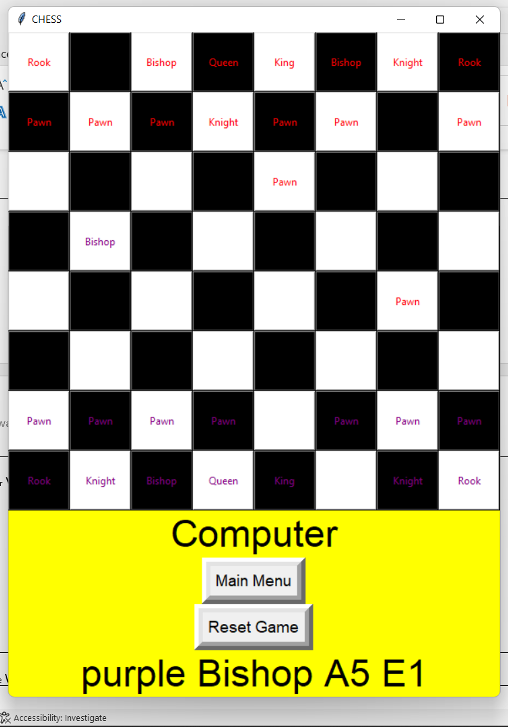 CHESS
Rook Bishop Queen King Bishop Knight Rook
Pawn Pawn Pawn Knight Pawn Pawn Pawn
Pawn
Bishop
Pawn
Pawn Pawn Pawn Pawn Pawn Pawn Pawn
Rook Knight Bishop Queen King Knight Rook
Computer
Main Menu
Reset Game
purple Bishop A5 E1
Accessibility: Investigate